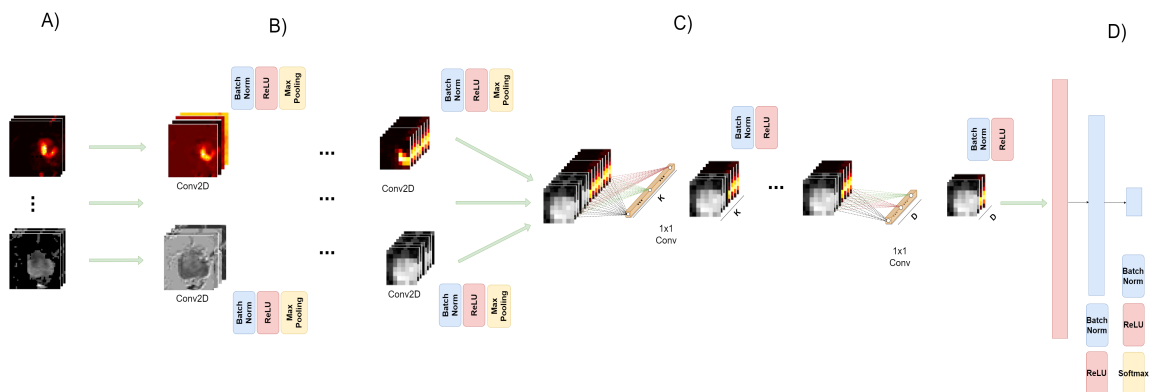 A)
B)
C)
D)
Batch
Norm
ReLU
Max
Pooling
Batch
Norm
ReLU
Max
Pooling
Batch
Norm
ReLU
Batch
Norm
ReLU
Conv2D
...
Conv2D
...
...
K
K
...
D
D
1x1
Conv
1x1
Conv
Conv2D
...
Conv2D
Batch
Norm
ReLU
Max
Pooling
Batch
Norm
ReLU
Max
Pooling
Batch
Norm
Batch
Norm
ReLU
ReLU
Softmax